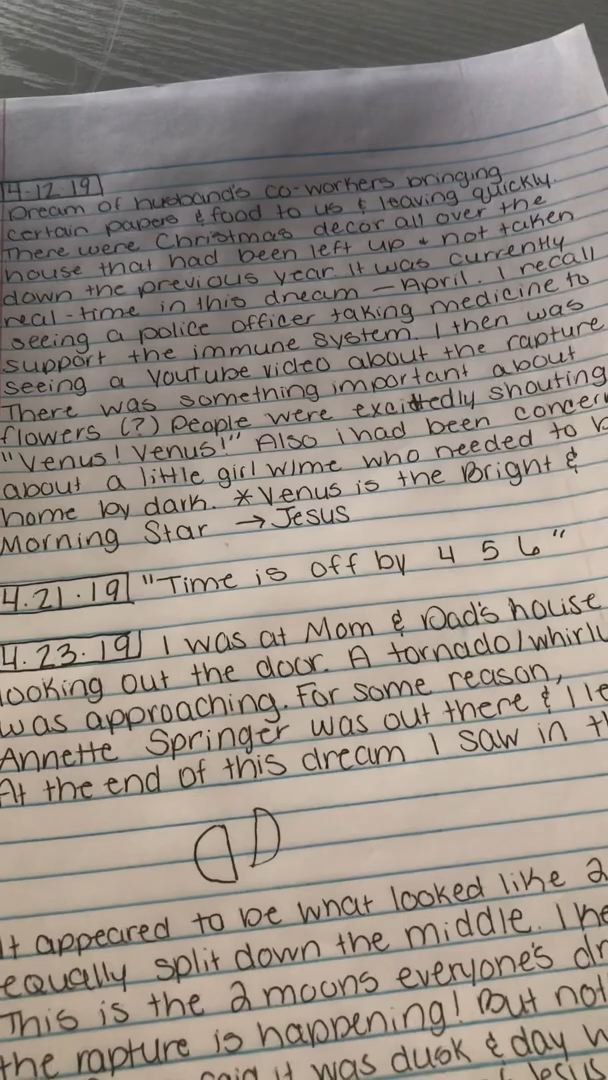 4.12.19
Dream of husband's co-workers bringing
certain papers & food to us & leaving quickly.
There were Christmas decor all over the
house that had been left up & not taken
down the previous year. It was currently
real-time in this dream — April. I recall
seeing a police officer taking medicine to
support the immune system. I then was
seeing a YouTube video about the rapture
There was something important about
flowers (?) People were excitedly shouting
"Venus! Venus!" Also i had been
about a little girl w/me who needed to
home by dark. *Venus is the Bright &
Morning Star → Jesus
4.21.19 "Time is off by 4 5 6"
4.23.19 I was at Mom & Dad's house
looking out the door. A tornado/
was approaching. For some reason,
Annette Springer was out there & I
At the end of this dream I saw in
It appeared to be what looked like 2
equally split down the middle. I
This is the 2 moons everyone's
the rapture is happening! But not
said it was dusk & day
Jesus